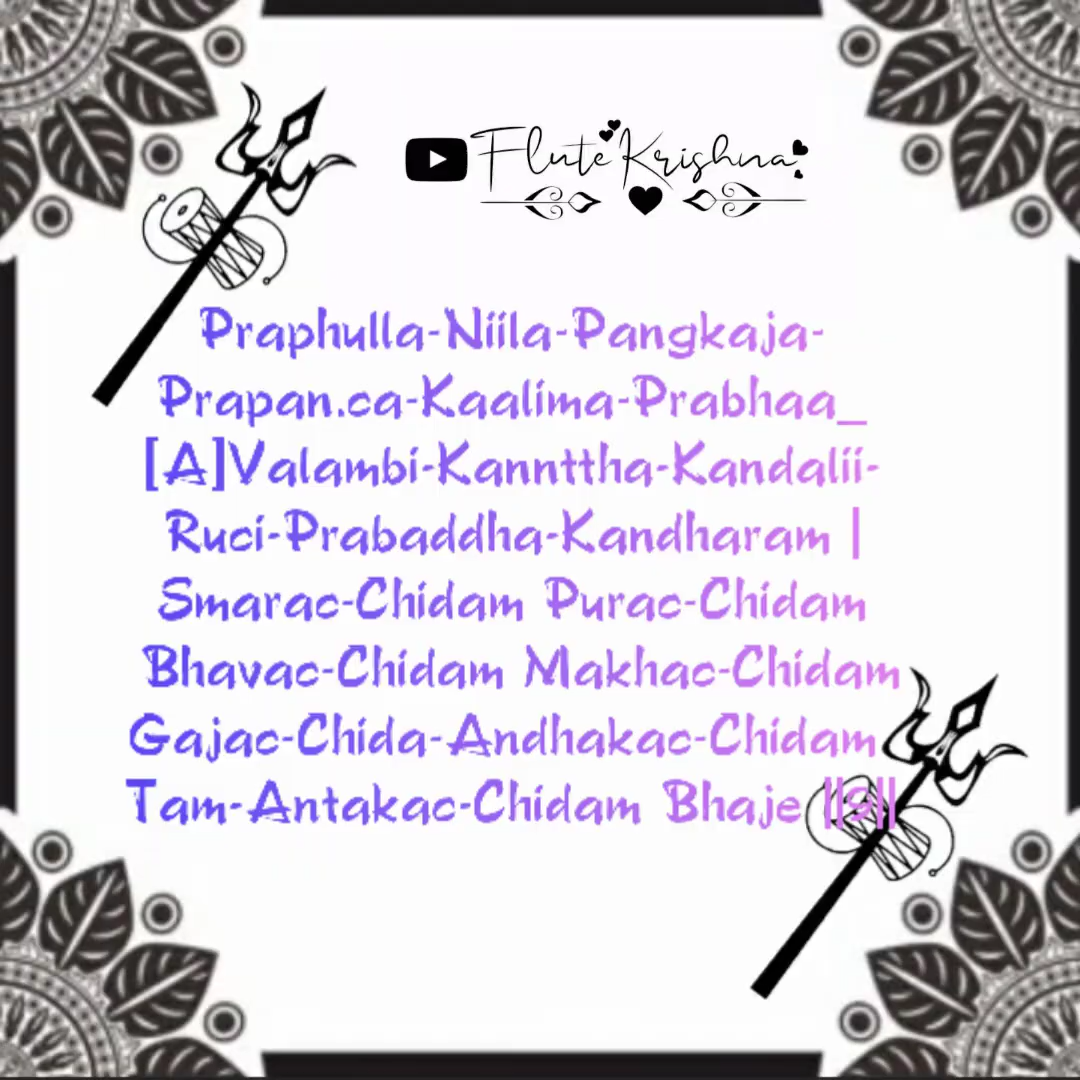 Flute Krishna
Praphulla-Niila-Pangkaja-
Prapan.ca-Kaalima-Prabhaa_
[A]Valambi-Kannttha-Kandalii-
Ruci-Prabaddha-Kandharam |
Smarac-Chidam Purac-Chidam
Bhavac-Chidam Makhac-Chidam
Gajac-Chida-Andhakac-Chidam
Tam-Antakac-Chidam Bhaje ||9||